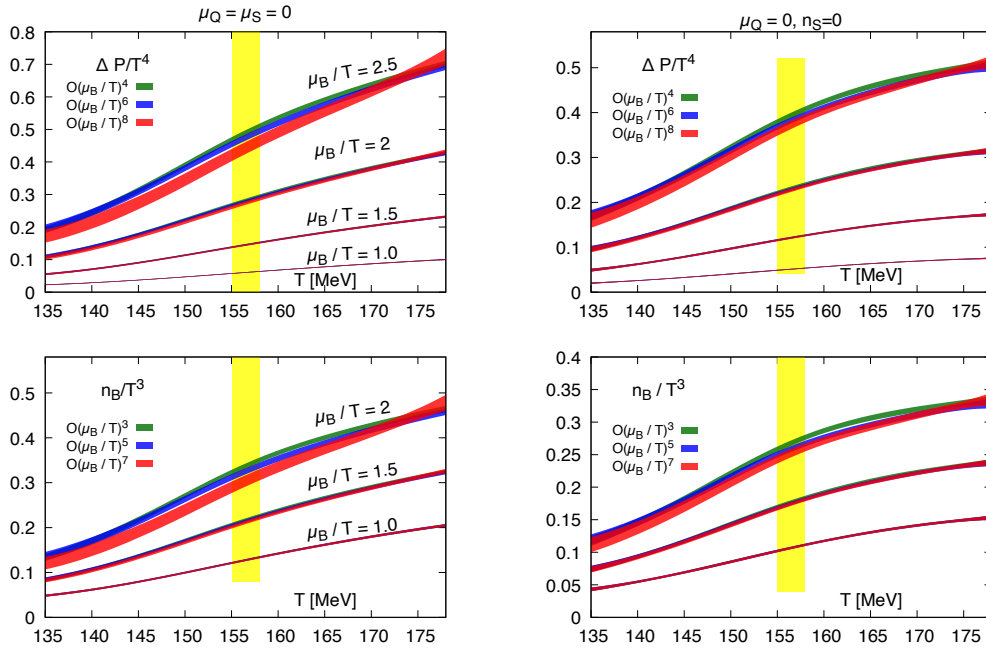 μQ = μS = 0
0.8
0.7
0.6
0.5
0.4
0.3
0.2
0.1
0
Δ P/T⁴
O(μB / T)⁴
O(μB / T)⁶
O(μB / T)⁸
μB / T = 2.5
μB / T = 2
μB / T = 1.5
μB / T = 1.0
T [MeV]
135 140 145 150 155 160 165 170 175
μQ = 0, nS=0
0.5
0.4
0.3
0.2
0.1
0
Δ P/T⁴
O(μB / T)⁴
O(μB / T)⁶
O(μB / T)⁸
T [MeV]
135 140 145 150 155 160 165 170 175
0.5
0.4
0.3
0.2
0.1
0
nB/T³
O(μB / T)³
O(μB / T)⁵
O(μB / T)⁷
μB / T = 2
μB / T = 1.5
μB / T = 1.0
T [MeV]
135 140 145 150 155 160 165 170 175
0.4
0.35
0.3
0.25
0.2
0.15
0.1
0.05
0
nB / T³
O(μB / T)³
O(μB / T)⁵
O(μB / T)⁷
T [MeV]
135 140 145 150 155 160 165 170 175